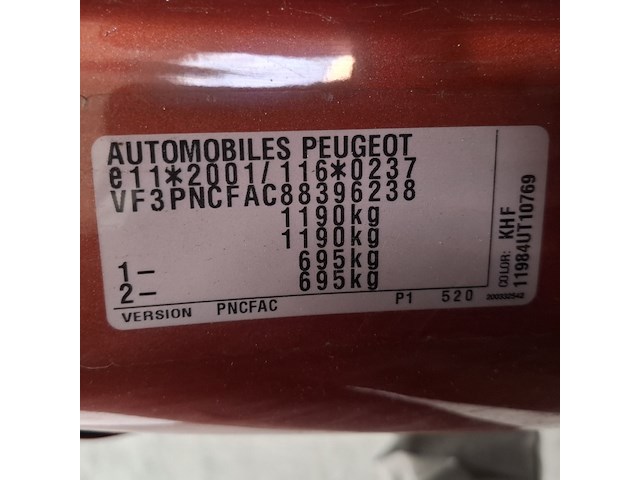 AUTOMOBILES PEUGEOT
e11*2001/116*0237
VF3PNCFAC88396238
1190kg
1190kg
1- 695kg
2- 695kg
VERSION PNCFAC P1 520
COLOR: KHF
11984UT10769
200332542